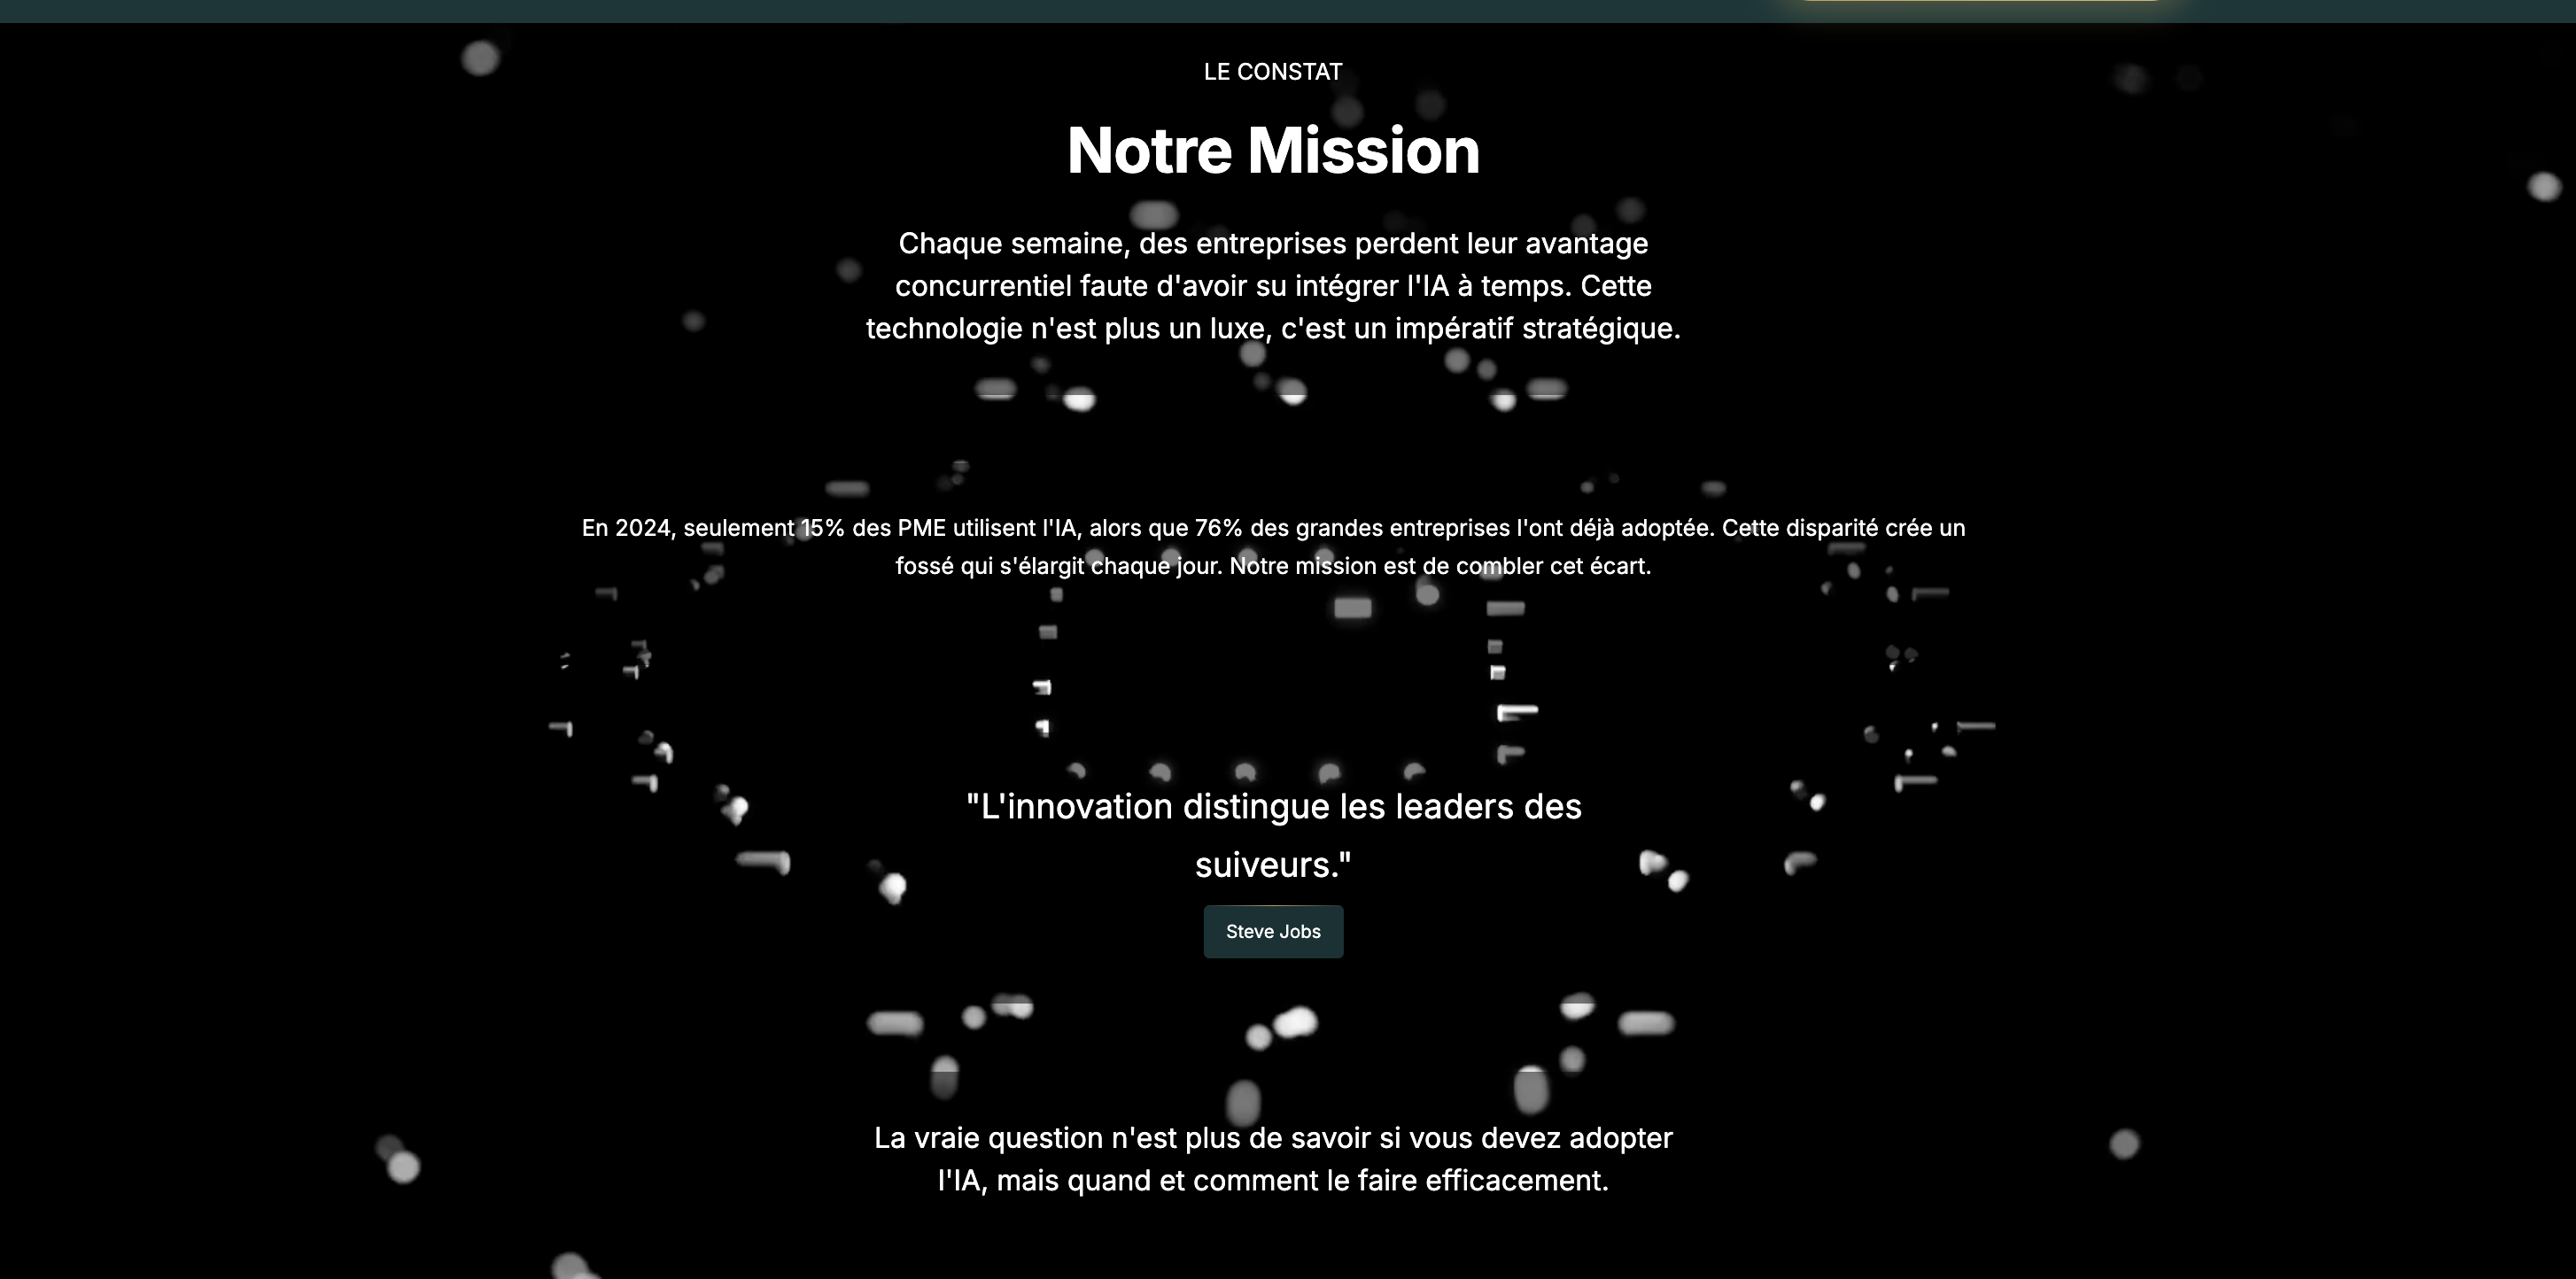 LE CONSTAT
Notre Mission
Chaque semaine, des entreprises perdent leur avantage
concurrentiel faute d'avoir su intégrer l'IA à temps. Cette
technologie n'est plus un luxe, c'est un impératif stratégique.
En 2024, seulement 15% des PME utilisent l'IA, alors que 76% des grandes entreprises l'ont déjà adoptée. Cette disparité crée un
fossé qui s'élargit chaque jour. Notre mission est de combler cet écart.
"L'innovation distingue les leaders des
suiveurs."
Steve Jobs
La vraie question n'est plus de savoir si vous devez adopter
l'IA, mais quand et comment le faire efficacement.